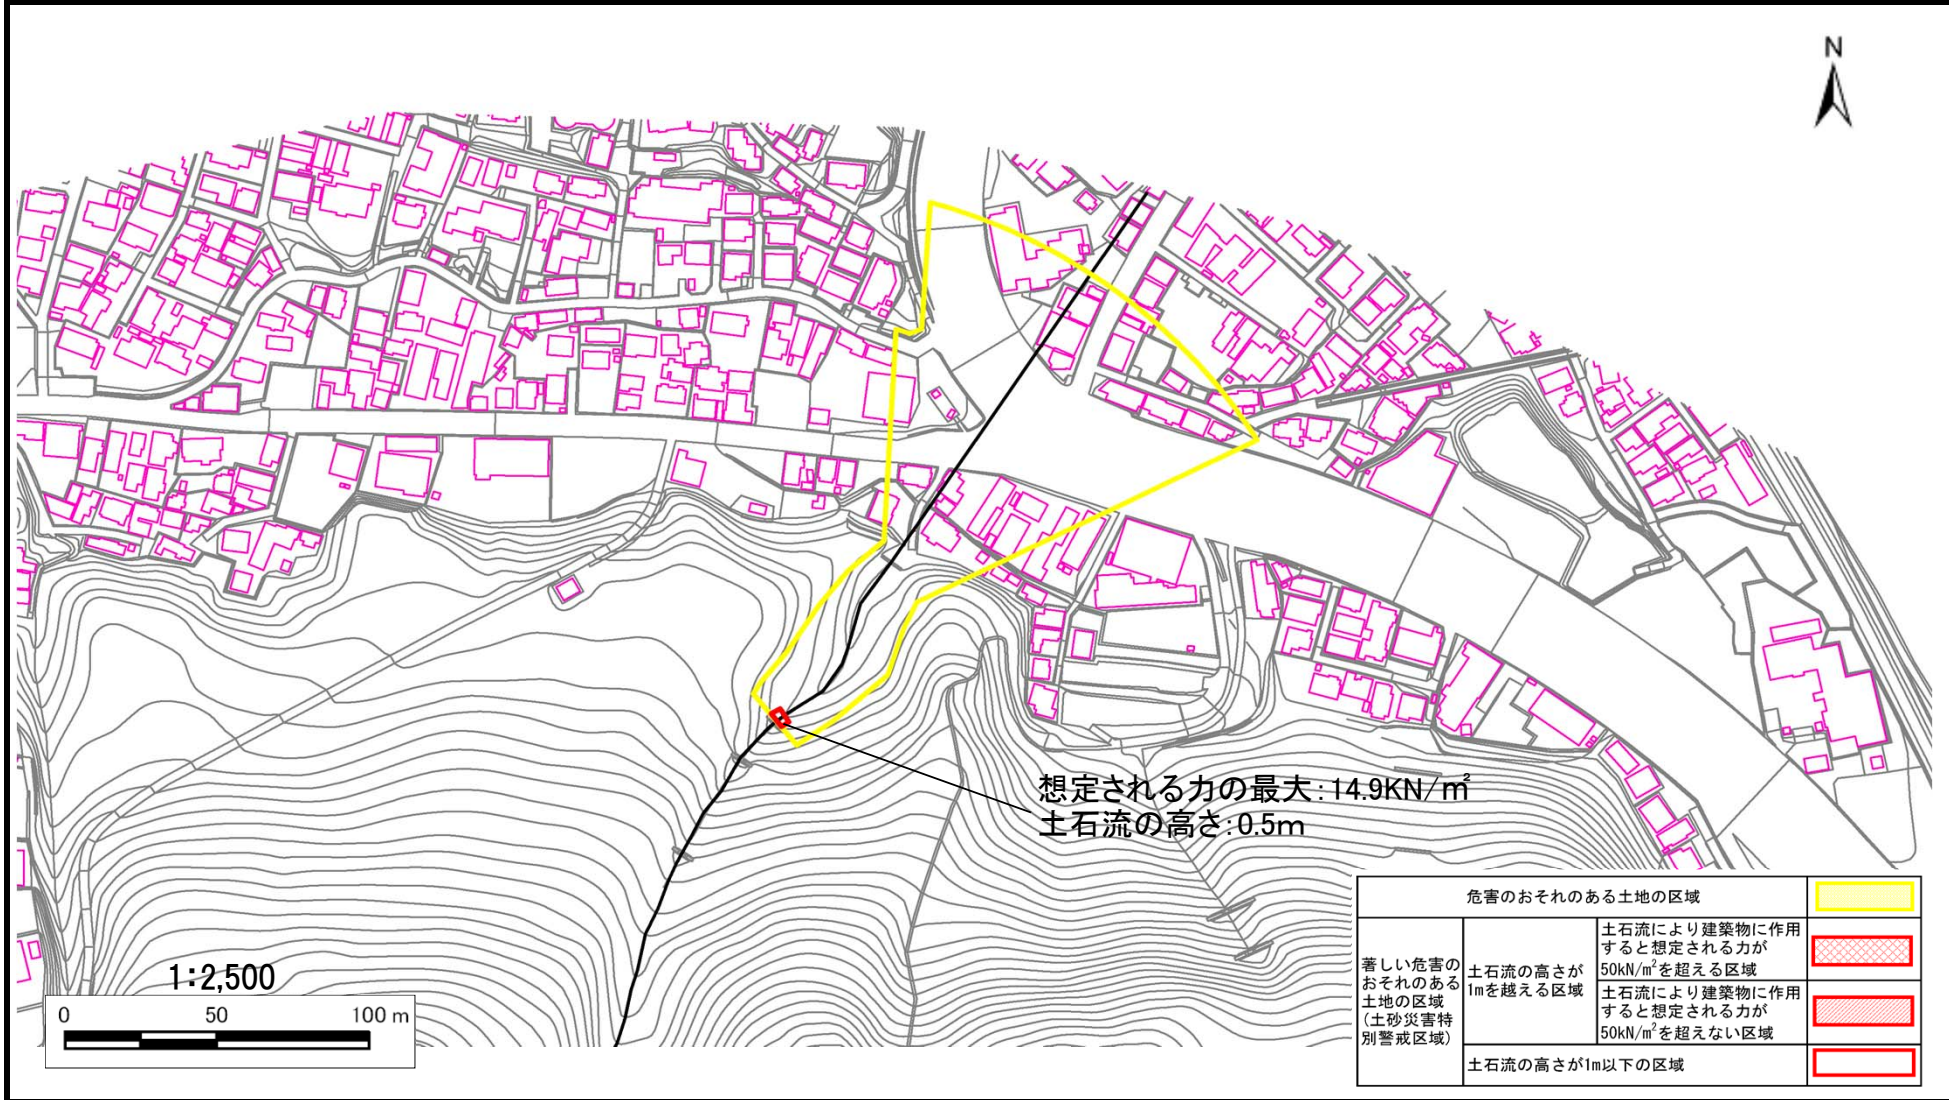 N
想定される力の最大:14.9KN/㎡
土石流の高さ:0.5m
1:2,500
0 50 100 m
危害のおそれのある土地の区域
著しい危害の
おそれのある
土地の区域
(土砂災害特
別警戒区域)
土石流の高さが
1mを越える区域
土石流により建築物に作用
すると想定される力が
50kN/㎡を超える区域
土石流により建築物に作用
すると想定される力が
50kN/㎡を超えない区域
土石流の高さが1m以下の区域